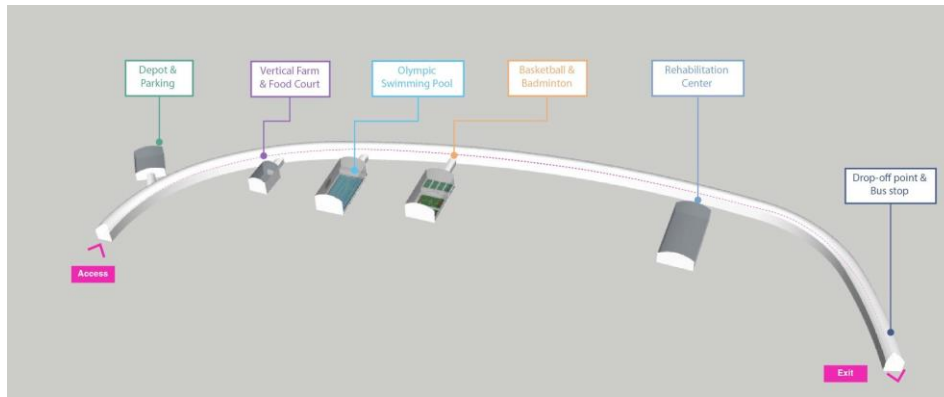 Depot &
Parking
Vertical Farm
& Food Court
Olympic
Swimming Pool
Basketball &
Badminton
Rehabilitation
Center
Drop-off point &
Bus stop
Access
Exit